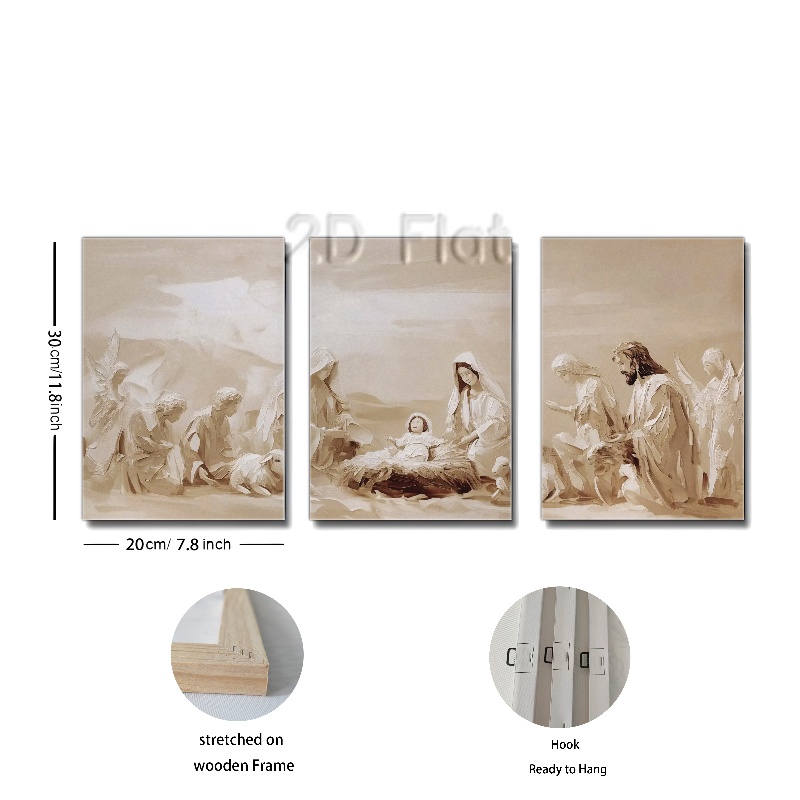 2D Flat
30cm/11.8inch
20cm/ 7.8 inch
stretched on
wooden Frame
Hook
Ready to Hang